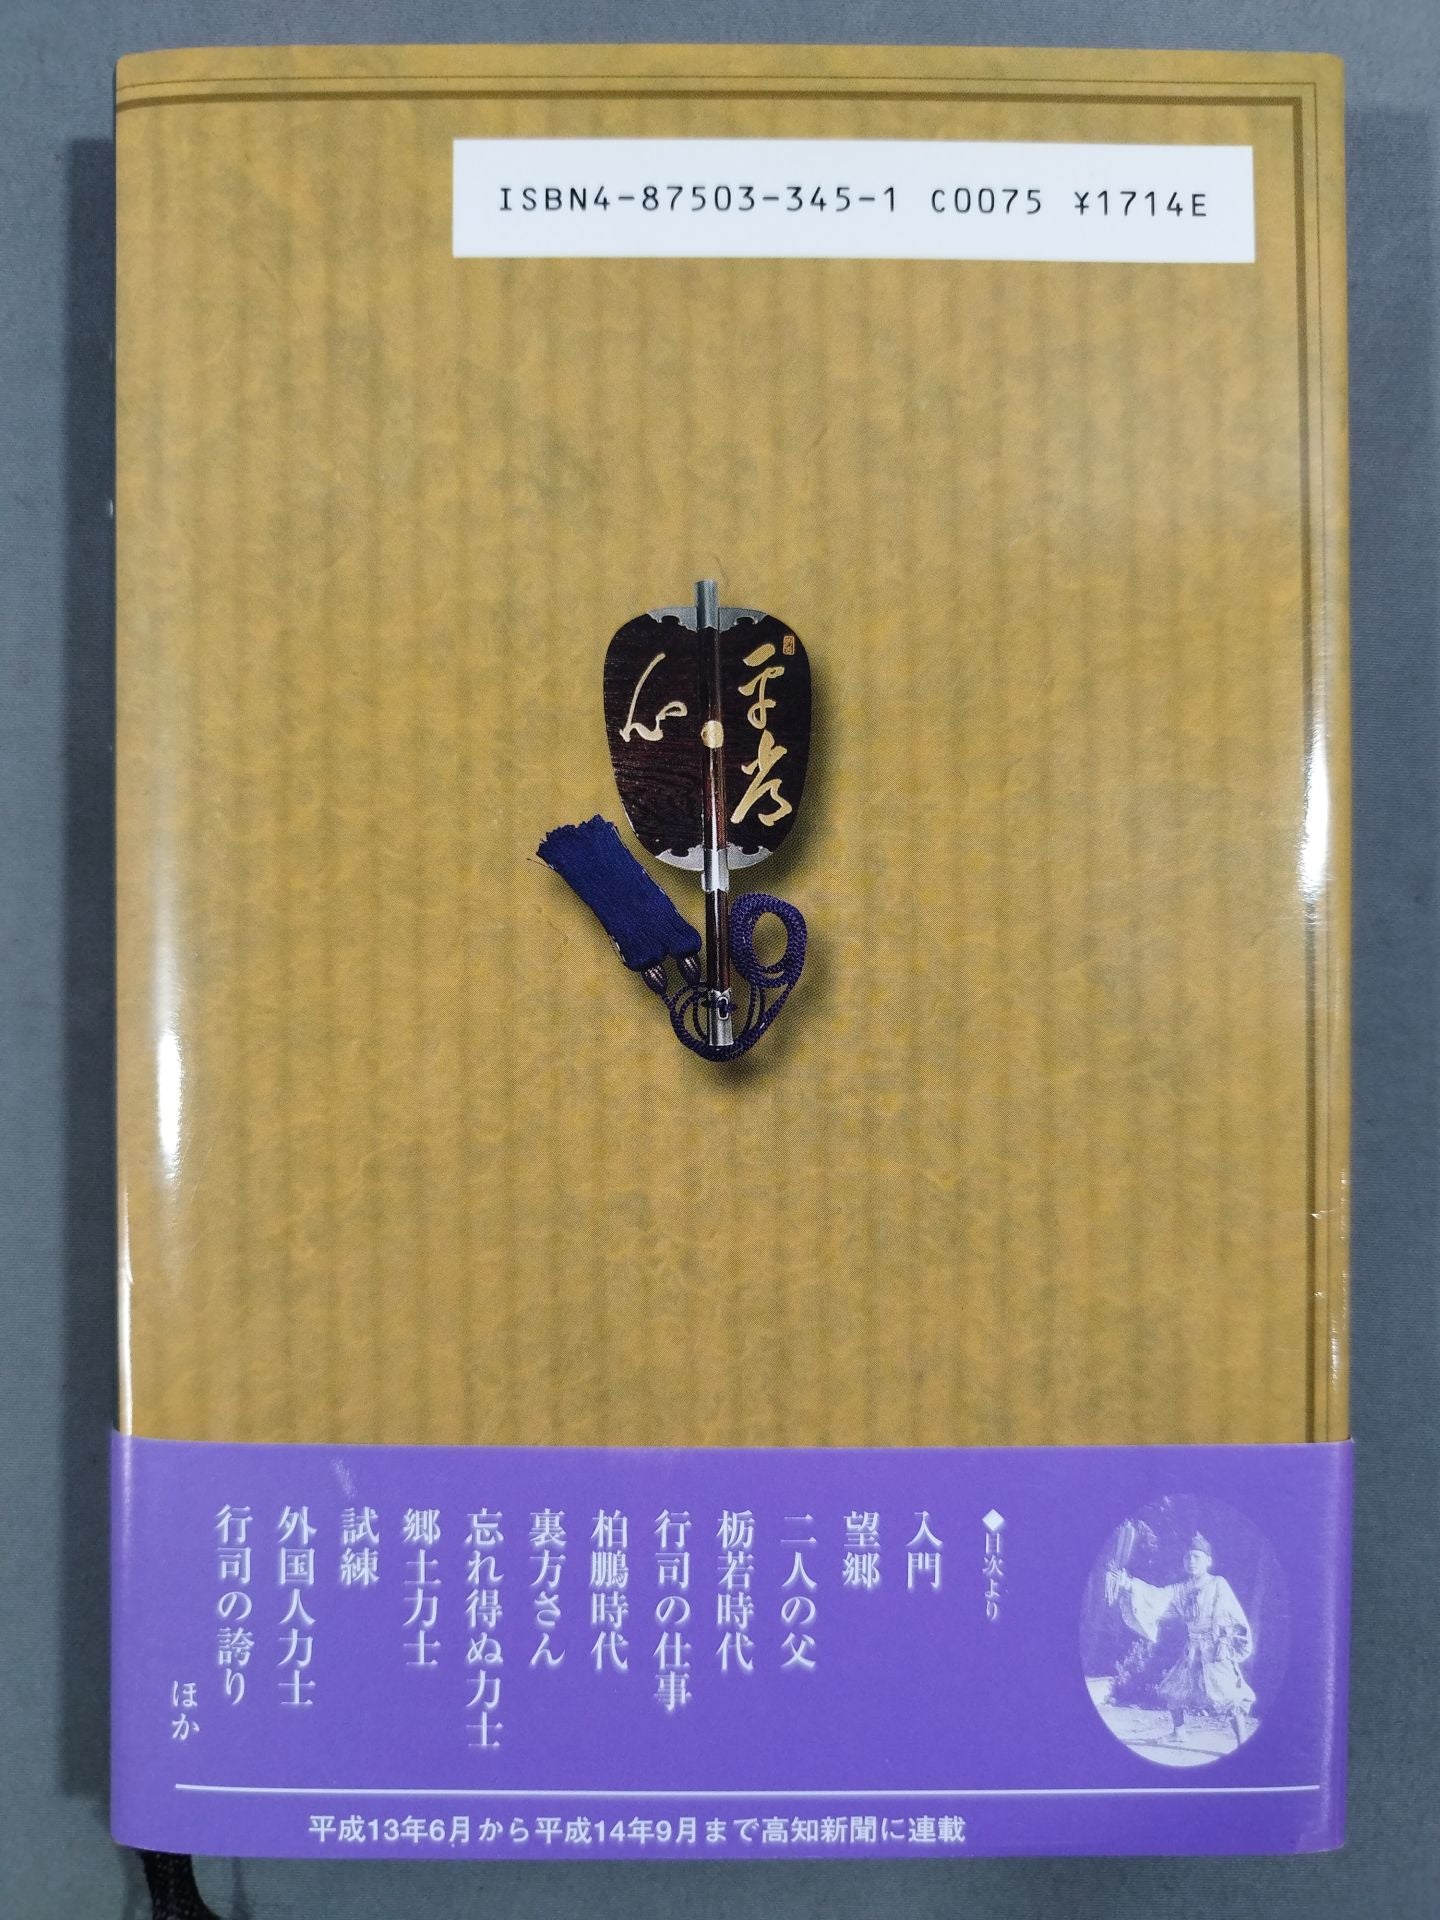 ISBN4-87503-345-1 C0075 ¥1714E
平常
心
◆目次より
入門
望郷
二人の父
栃若時代
行司の仕事
柏鵬時代
裏方さん
忘れ得ぬ力士
郷土力士
試練
外国人力士
行司の誇り
ほか
平成13年6月から平成14年9月まで高知新聞に連載